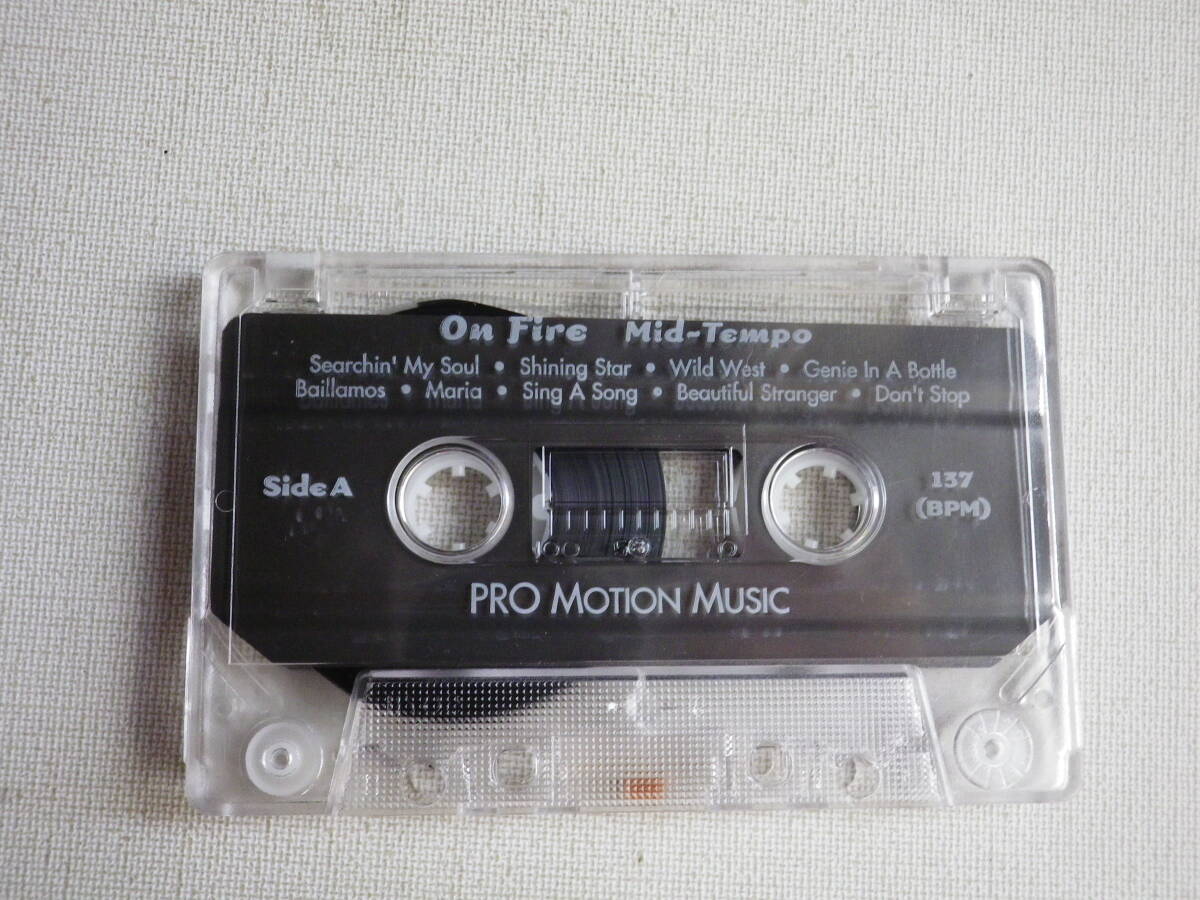 On Fire Mid-Tempo
Searchin' My Soul • Shining Star • Wild West • Genie In A Bottle
Baillamos • Maria • Sing A Song • Beautiful Stranger • Don't Stop
Side A
137
(BPM)
PRO MOTION MUSIC